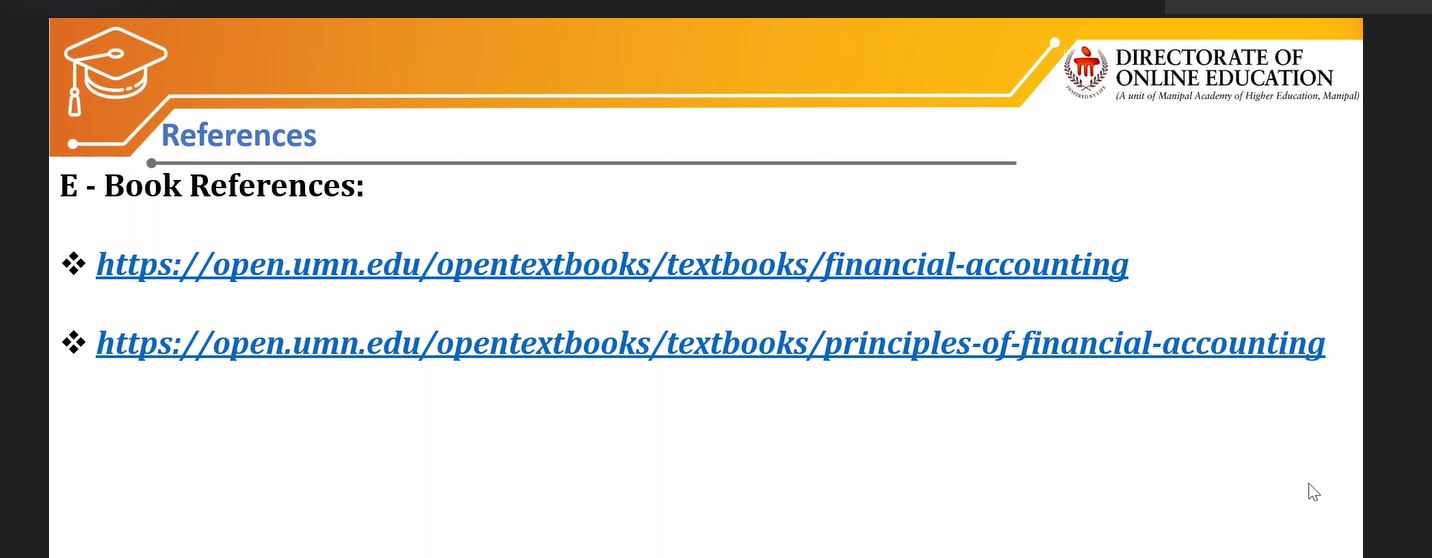 DIRECTORATE OF
ONLINE EDUCATION
(A unit of Manipal Academy of Higher Education, Manipal)
INSPIRED BY LIFE
References
E - Book References:
❖ https://open.umn.edu/opentextbooks/textbooks/financial-accounting
❖ https://open.umn.edu/opentextbooks/textbooks/principles-of-financial-accounting